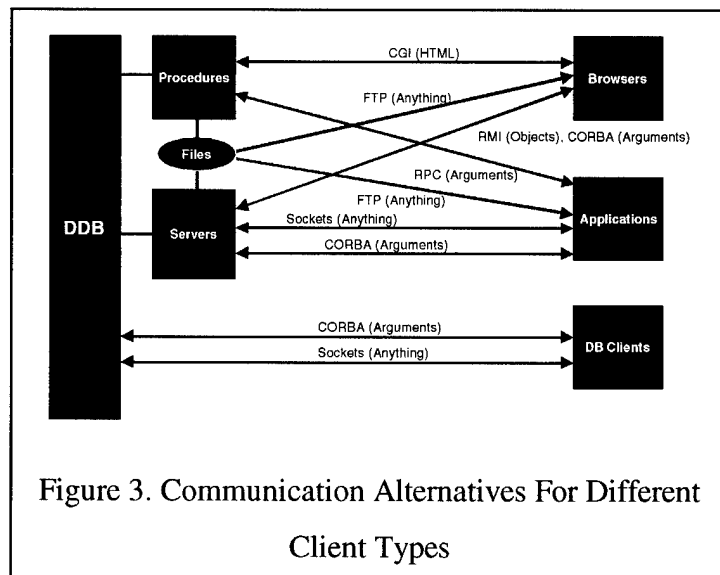 CGI (HTML)
Procedures
Browsers
FTP (Anything)
RMI (Objects), CORBA (Arguments)
Files
RPC (Arguments)
FTP (Anything)
DDB
Sockets (Anything)
Servers
Applications
CORBA (Arguments)
CORBA (Arguments)
DB Clients
Sockets (Anything)
Figure 3. Communication Alternatives For Different
Client Types